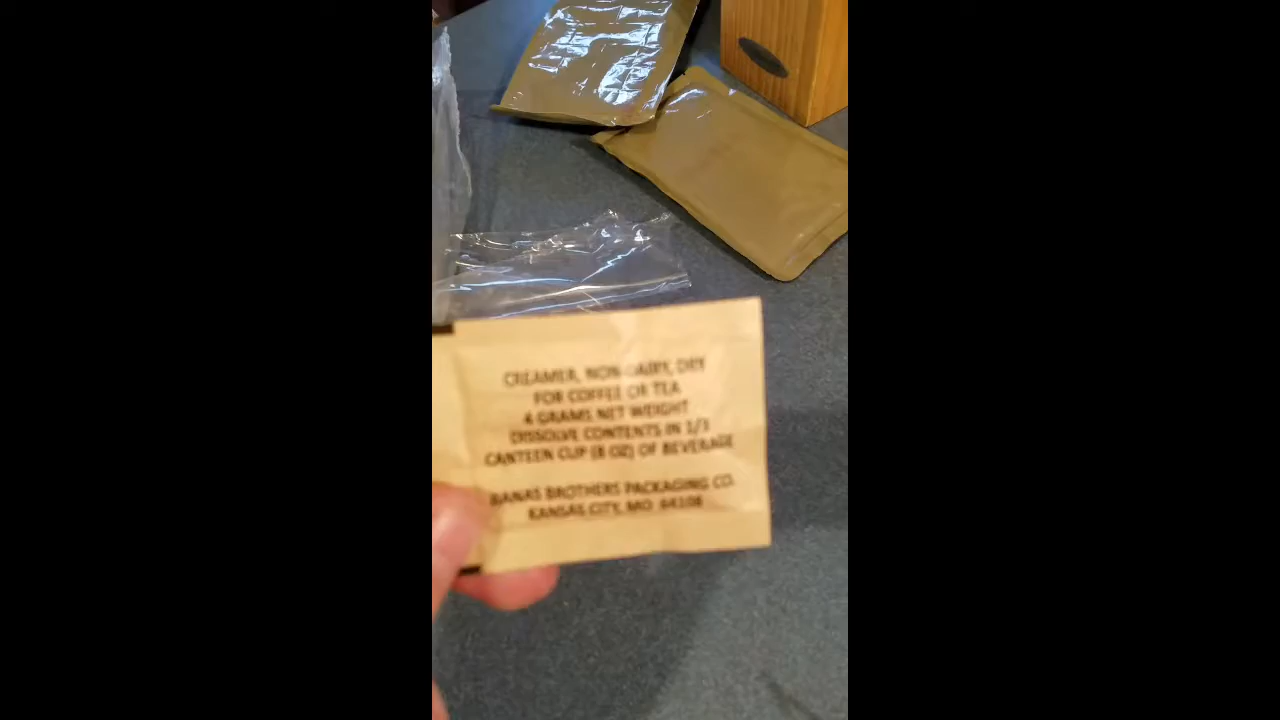 CREAMER, NON-DAIRY, DRY
FOR COFFEE OR TEA
4 GRAMS NET WEIGHT
DISSOLVE CONTENTS IN 1/3
CANTEEN CUP (8 OZ) OF BEVERAGE
BANAS BROTHERS PACKAGING CO.
KANSAS CITY, MO 64108